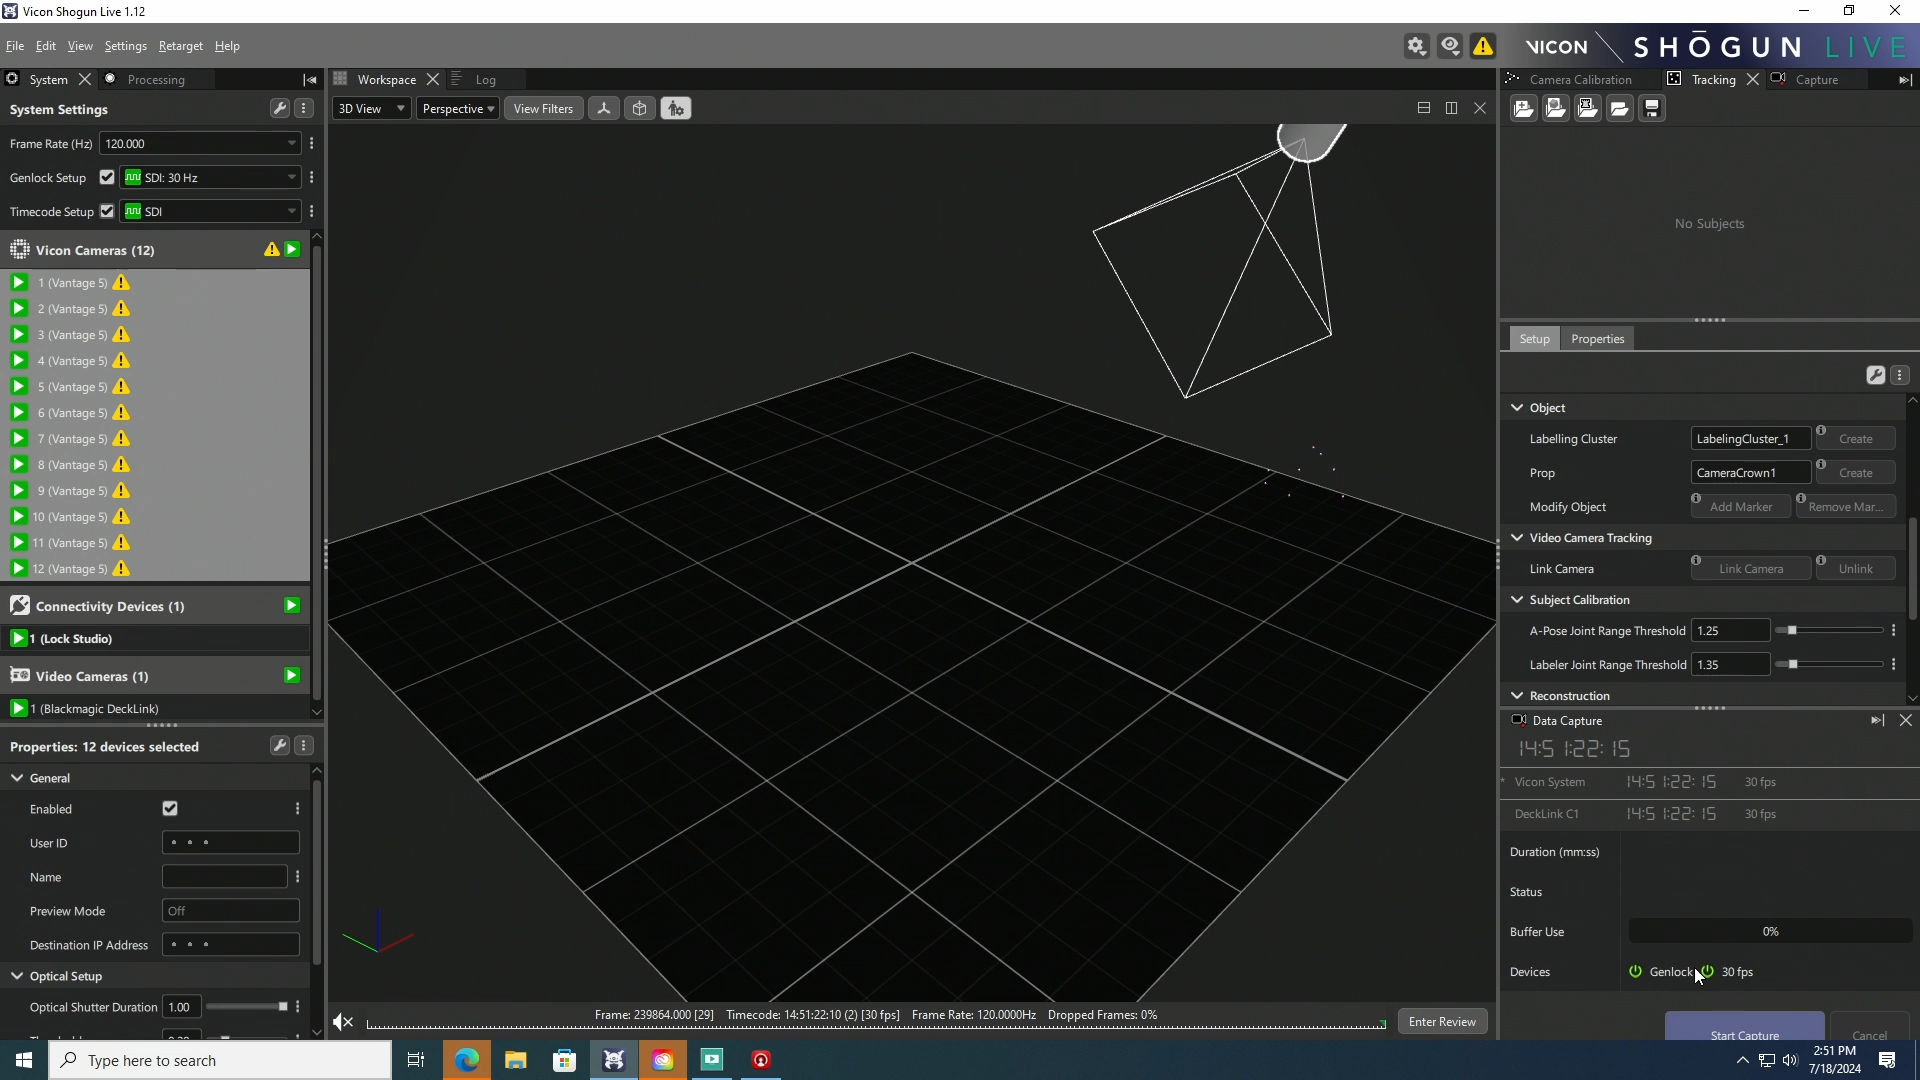 Vicon Shogun Live 1.12
File Edit View Settings Retarget Help
VICON SHŌGUN LIVE
System Processing
System Settings
Frame Rate (Hz) 120.000
Genlock Setup SDI: 30 Hz
Timecode Setup SDI
Vicon Cameras (12)
1 (Vantage 5)
2 (Vantage 5)
3 (Vantage 5)
4 (Vantage 5)
5 (Vantage 5)
6 (Vantage 5)
7 (Vantage 5)
8 (Vantage 5)
9 (Vantage 5)
10 (Vantage 5)
11 (Vantage 5)
12 (Vantage 5)
Connectivity Devices (1)
1 (Lock Studio)
Video Cameras (1)
1 (Blackmagic DeckLink)
Properties: 12 devices selected
General
Enabled
User ID
Name
Preview Mode Off
Destination IP Address
Optical Setup
Optical Shutter Duration 1.00
Workspace Log
3D View Perspective View Filters
Frame: 239864.000 [29] Timecode: 14:51:22:10 (2) [30 fps] Frame Rate: 120.0000Hz Dropped Frames: 0%
Enter Review
Camera Calibration Tracking Capture
No Subjects
Setup Properties
Object
Labelling Cluster LabelingCluster_1 Create
Prop CameraCrown1 Create
Modify Object Add Marker Remove Mar...
Video Camera Tracking
Link Camera Link Camera Unlink
Subject Calibration
A-Pose Joint Range Threshold 1.25
Labeler Joint Range Threshold 1.35
Reconstruction
Data Capture
14:51:22:15
* Vicon System 14:51:22:15 30 fps
DeckLink C1 14:51:22:15 30 fps
Duration (mm:ss)
Status
Buffer Use 0%
Devices Genlock 30 fps
Start Capture Cancel
Type here to search
2:51 PM
7/18/2024